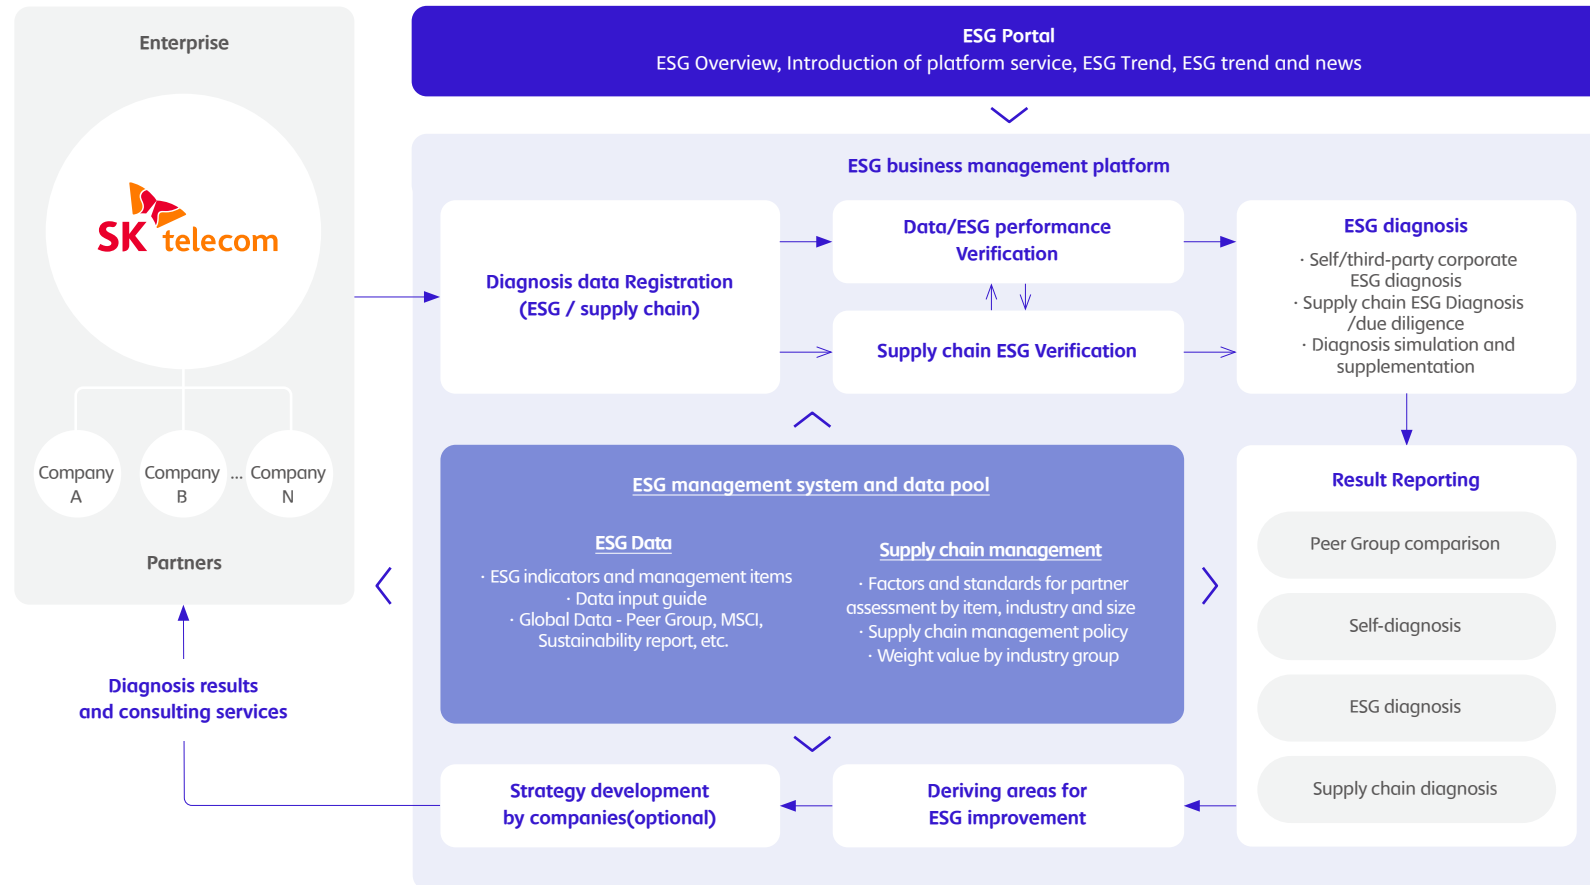 Enterprise
SK telecom
Company
A
Company
B
...
Company
N
Partners
Diagnosis results
and consulting services
ESG Portal
ESG Overview, Introduction of platform service, ESG Trend, ESG trend and news
ESG business management platform
Diagnosis data Registration
(ESG / supply chain)
Data/ESG performance
Verification
Supply chain ESG Verification
ESG diagnosis
· Self/third-party corporate
ESG diagnosis
· Supply chain ESG Diagnosis
/due diligence
· Diagnosis simulation and
supplementation
ESG management system and data pool
ESG Data
· ESG indicators and management items
· Data input guide
· Global Data - Peer Group, MSCI,
Sustainability report, etc.
Supply chain management
· Factors and standards for partner
assessment by item, industry and size
· Supply chain management policy
· Weight value by industry group
Result Reporting
Peer Group comparison
Self-diagnosis
ESG diagnosis
Supply chain diagnosis
Strategy development
by companies(optional)
Deriving areas for
ESG improvement